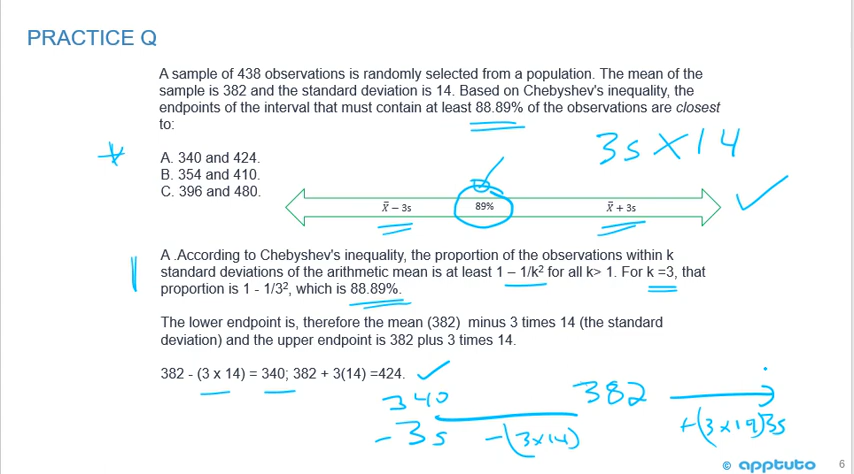 PRACTICE Q
A sample of 438 observations is randomly selected from a population. The mean of the
sample is 382 and the standard deviation is 14. Based on Chebyshev's inequality, the
endpoints of the interval that must contain at least 88.89% of the observations are closest
to:
3s X 14
A. 340 and 424.
B. 354 and 410.
C. 396 and 480.
x̄ – 3s 89% x̄ + 3s
A .According to Chebyshev's inequality, the proportion of the observations within k
standard deviations of the arithmetic mean is at least 1 – 1/k² for all k> 1. For k =3, that
proportion is 1 - 1/3², which is 88.89%.
The lower endpoint is, therefore the mean (382) minus 3 times 14 (the standard
deviation) and the upper endpoint is 382 plus 3 times 14.
382 - (3 x 14) = 340; 382 + 3(14) =424.
340 382
-3s -(3x14) +(3x14) 3s
© apptuto 6